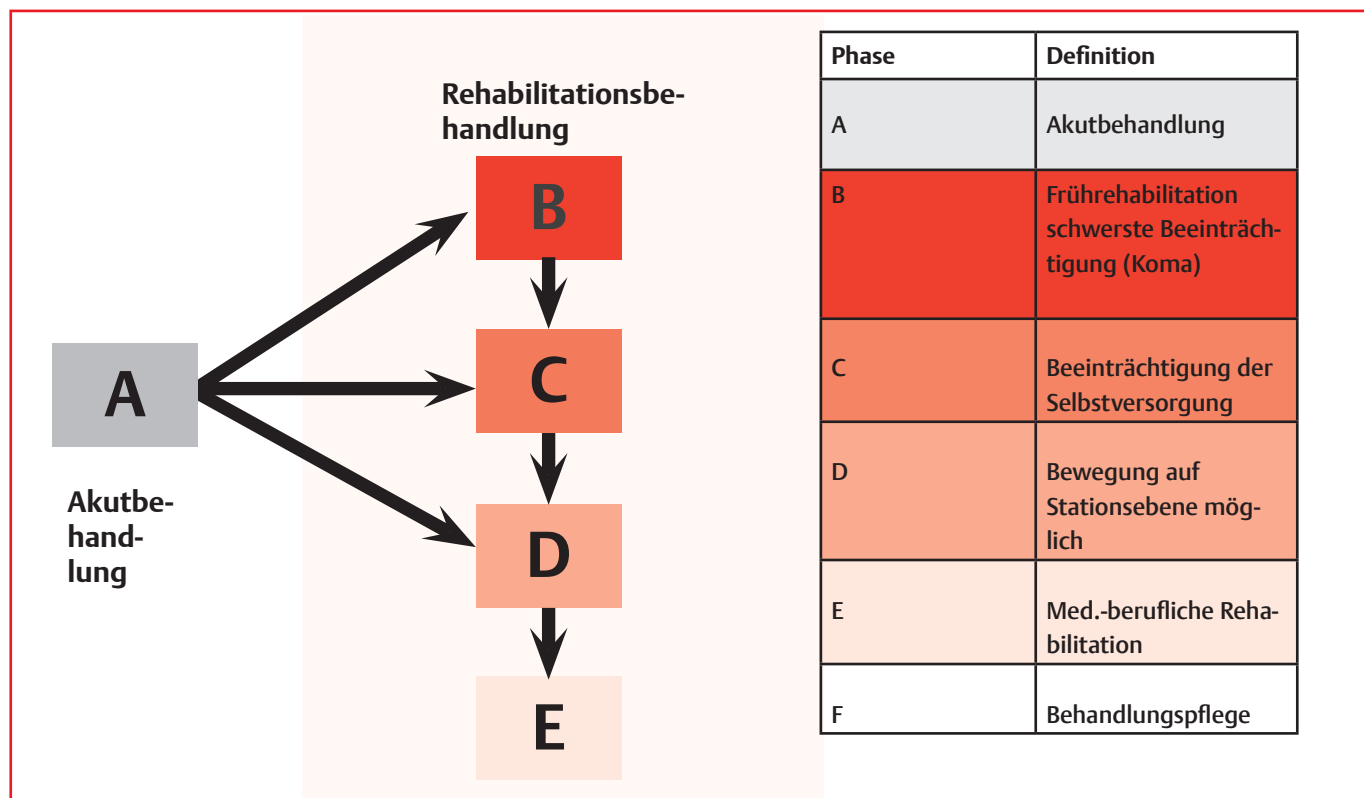 Rehabilitationsbe-
handlung
B
C
A
D
E
Akutbe-
hand-
lung
Phase Definition
A Akutbehandlung
B Frührehabilitation
schwerste Beeinträch-
tigung (Koma)
C Beeinträchtigung der
Selbstversorgung
D Bewegung auf
Stationsebene mög-
lich
E Med.-berufliche Reha-
bilitation
F Behandlungspflege